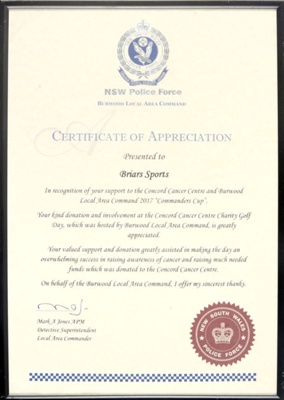 NSW Police Force
BURWOOD LOCAL AREA COMMAND
CERTIFICATE OF APPRECIATION
Presented to
Briars Sports
In recognition of your support to the Concord Cancer Centre and Burwood
Local Area Command 2017 "Commanders Cup".
Your kind donation and involvement at the Concord Cancer Centre Charity Golf
Day, which was hosted by Burwood Local Area Command, is greatly
appreciated.
Your valued support and donation greatly assisted in making the day an
overwhelming success in raising awareness of cancer and raising much needed
funds which was donated to the Concord Cancer Centre.
On behalf of the Burwood Local Area Command, I offer my sincerest thanks.
Mark A Jones APM
Detective Superintendent
Local Area Commander
NEW SOUTH WALES
POLICE FORCE